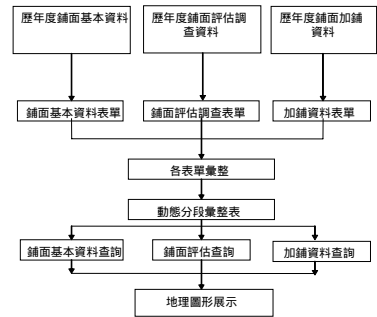 歷年度鋪面基本資料
歷年度鋪面評估調
查資料
歷年度鋪面加鋪
資料
鋪面基本資料表單
鋪面評估調查表單
加鋪資料表單
各表單彙整
動態分段彙整表
鋪面基本資料查詢
鋪面評估查詢
加鋪資料查詢
地理圖形展示